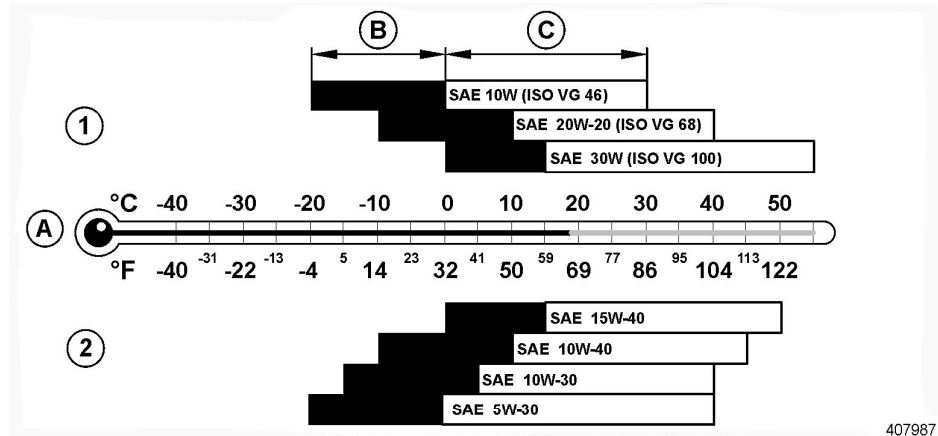 B C
SAE 10W (ISO VG 46)
1 SAE 20W-20 (ISO VG 68)
SAE 30W (ISO VG 100)
°C -40 -30 -20 -10 0 10 20 30 40 50
A
-31 -13 5 23 41 59 77 95 113
°F -40 -22 -4 14 32 50 69 86 104 122
SAE 15W-40
2 SAE 10W-40
SAE 10W-30
SAE 5W-30
407987